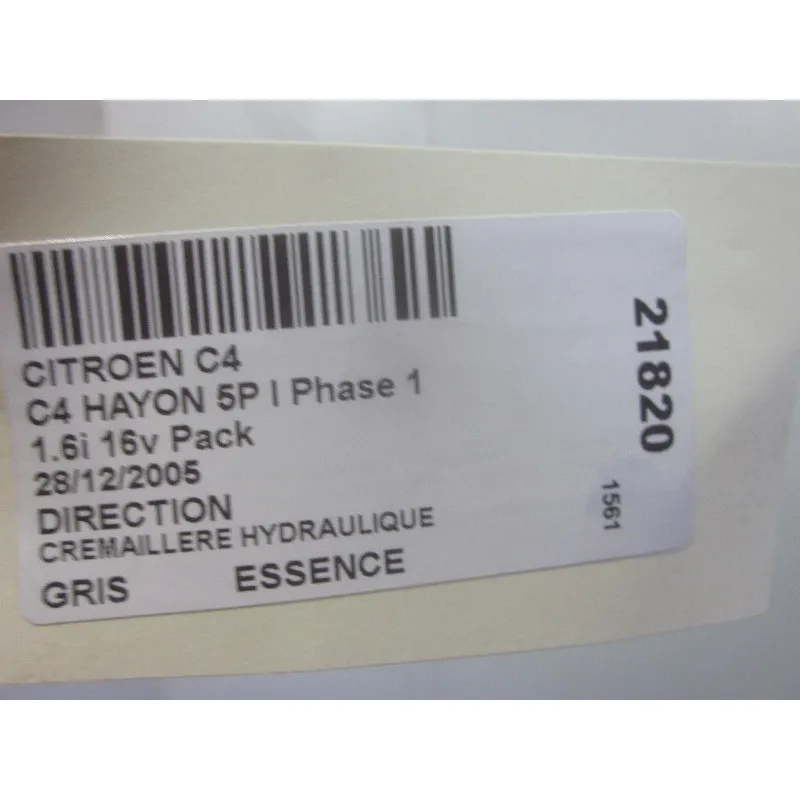 CITROEN C4
C4 HAYON 5P I Phase 1
1.6i 16v Pack
28/12/2005
DIRECTION
CREMAILLERE HYDRAULIQUE
GRIS ESSENCE
21820
1561